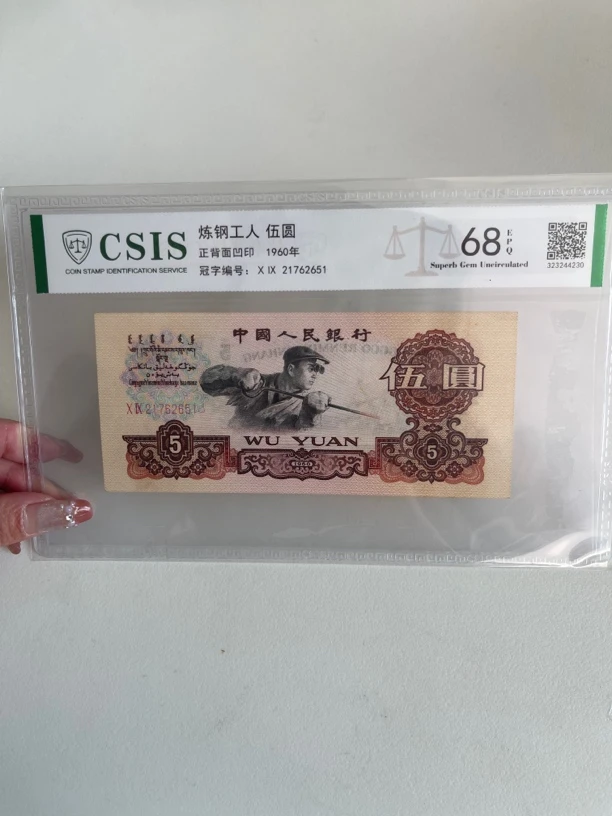 CSIS
COIN STAMP IDENTIFICATION SERVICE
炼钢工人 伍圆
正背面凹印 1960年
冠字编号: X IX 21762651
68 EPQ
Superb Gem Uncirculated
323244230
中國人民銀行
伍圓
X IX 21762651
WU YUAN
5
1960
5